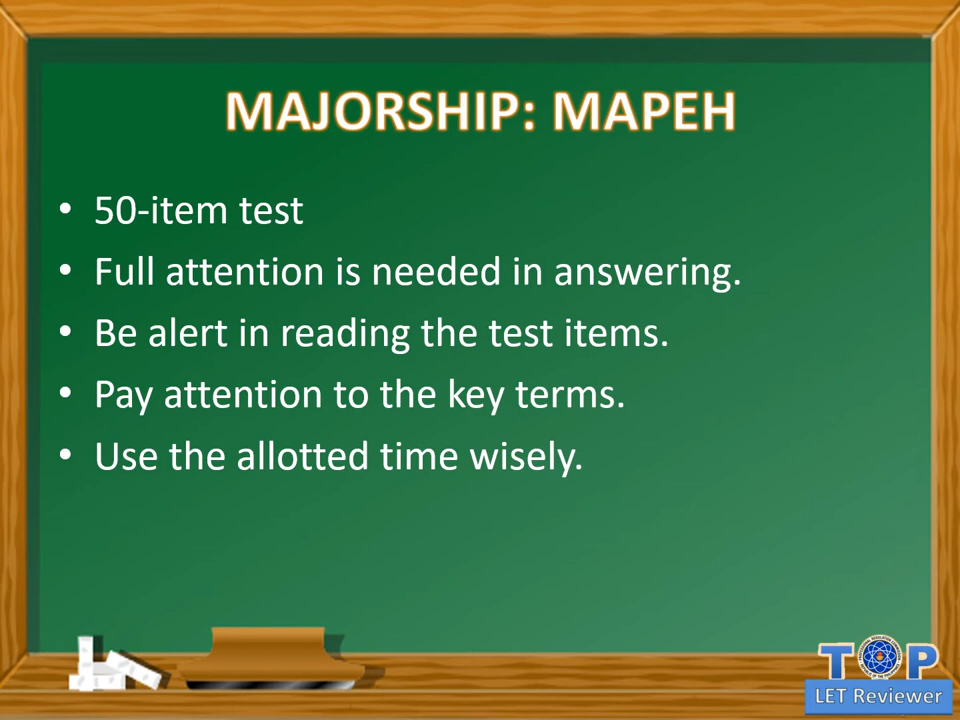 MAJORSHIP: MAPEH
• 50-item test
• Full attention is needed in answering.
• Be alert in reading the test items.
• Pay attention to the key terms.
• Use the allotted time wisely.
TOP
LET Reviewer